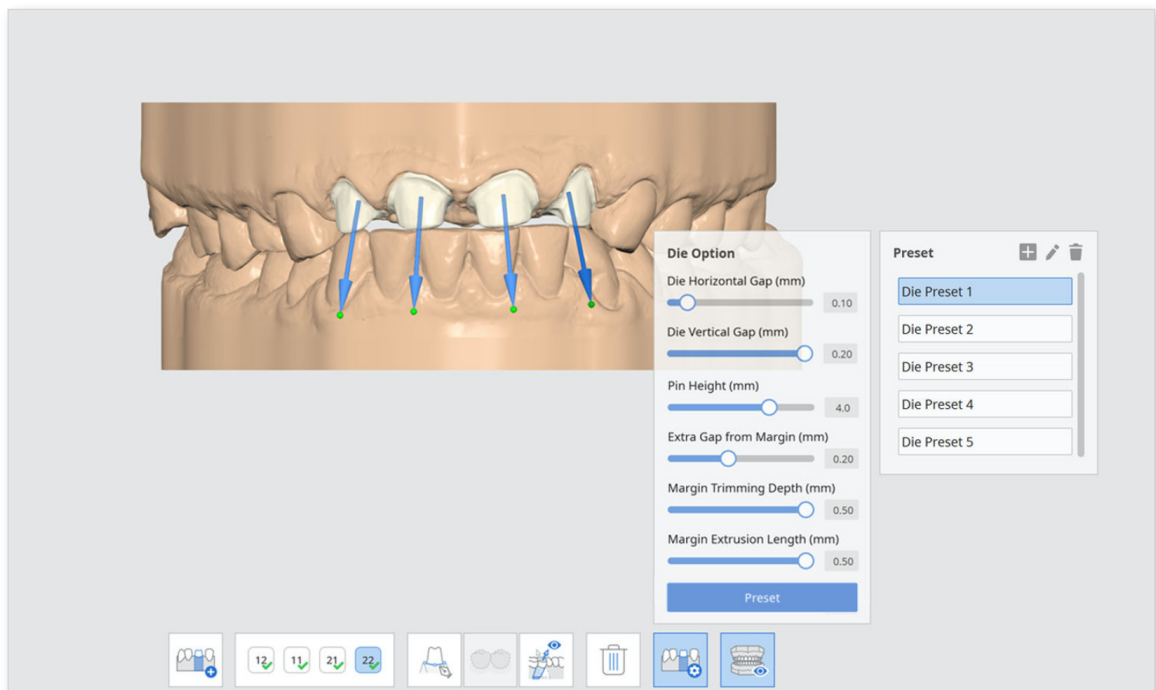 Die Option
Die Horizontal Gap (mm)
0.10
Die Vertical Gap (mm)
0.20
Pin Height (mm)
4.0
Extra Gap from Margin (mm)
0.20
Margin Trimming Depth (mm)
0.50
Margin Extrusion Length (mm)
0.50
Preset
Preset
Die Preset 1
Die Preset 2
Die Preset 3
Die Preset 4
Die Preset 5
12 11 21 22